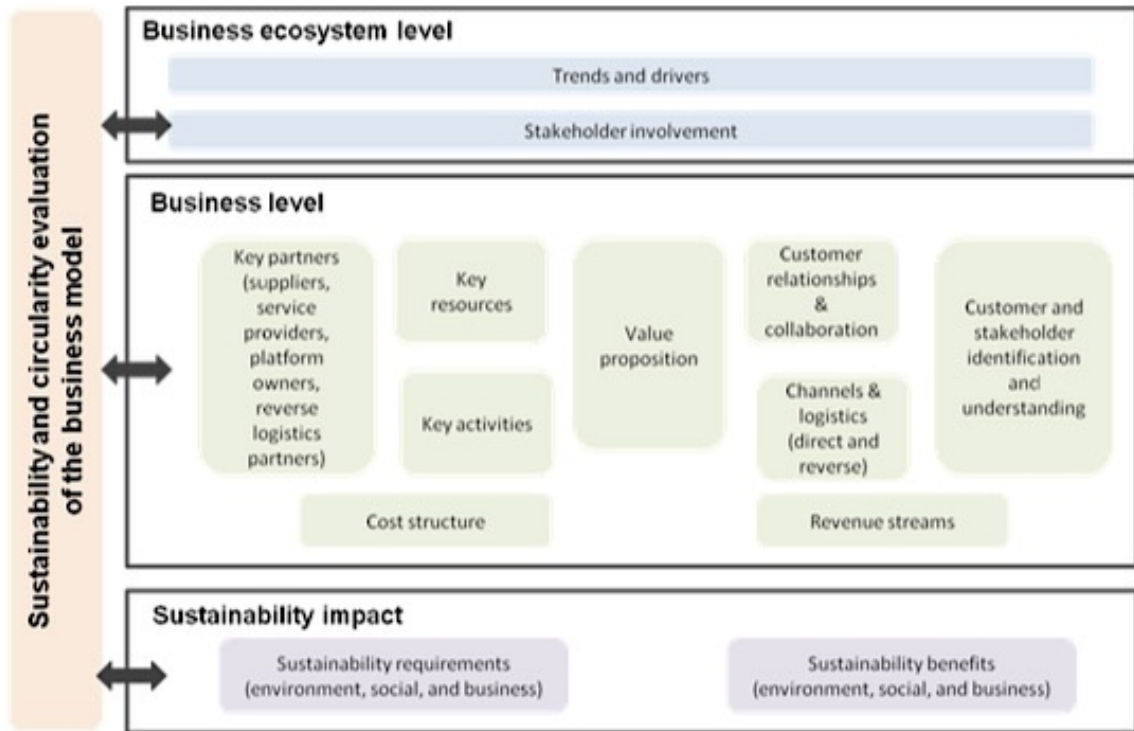 Sustainability and circularity evaluation
of the business model
Business ecosystem level
Trends and drivers
Stakeholder involvement
Business level
Key partners
(suppliers,
service
providers,
platform
owners,
reverse
logistics
partners)
Key
resources
Key activities
Value
proposition
Customer
relationships
&
collaboration
Channels &
logistics
(direct and
reverse)
Customer and
stakeholder
identification
and
understanding
Cost structure
Revenue streams
Sustainability impact
Sustainability requirements
(environment, social, and business)
Sustainability benefits
(environment, social, and business)